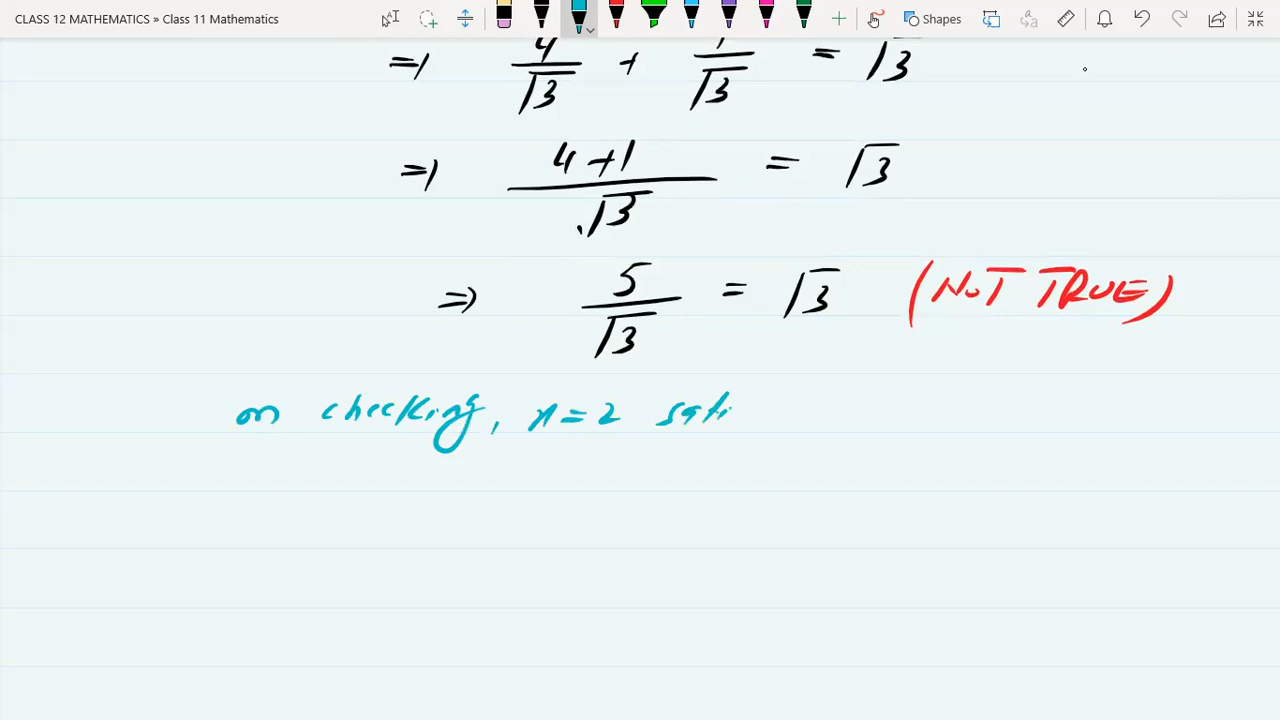 CLASS 12 MATHEMATICS » Class 11 Mathematics
Shapes
⇒ 4/√3 + 1/√3 = √3
⇒ 4+1/√3 = √3
⇒ 5/√3 = √3 (NOT TRUE)
on checking, x=2 sati